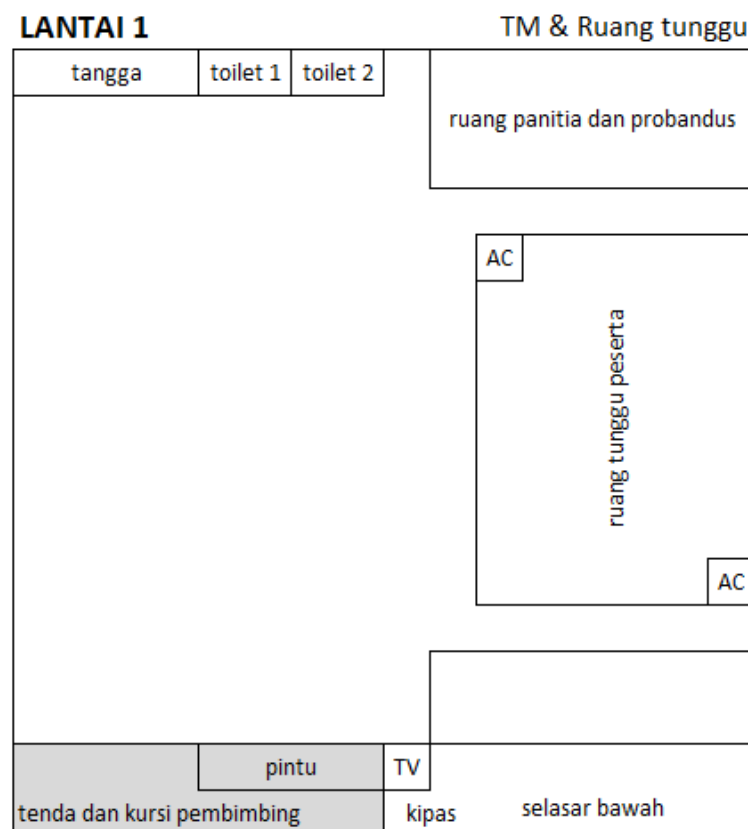 LANTAI 1
TM & Ruang tunggu
tangga
toilet 1
toilet 2
ruang panitia dan probandus
AC
ruang tunggu peserta
AC
pintu
TV
tenda dan kursi pembimbing
kipas
selasar bawah